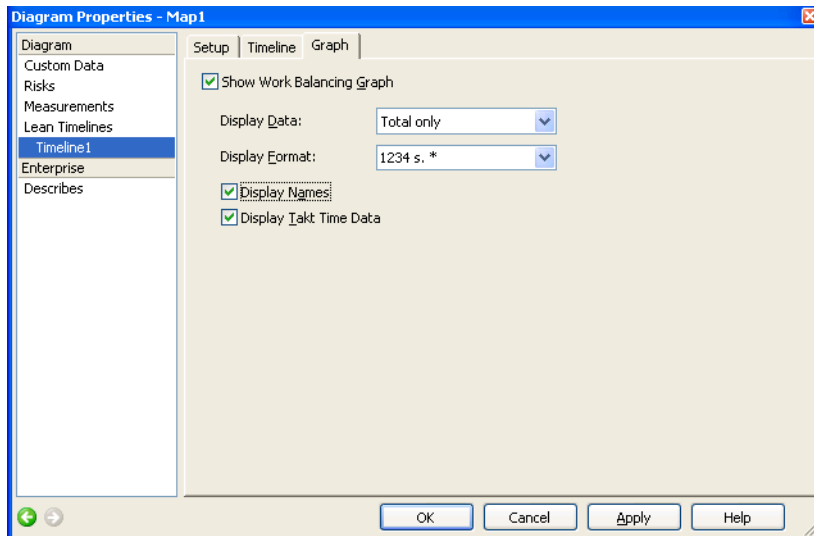 Diagram Properties - Map1
Diagram
Custom Data
Risks
Measurements
Lean Timelines
Timeline1
Enterprise
Describes
Setup Timeline Graph
Show Work Balancing Graph
Display Data: Total only
Display Format: 1234 s. *
Display Names
Display Takt Time Data
OK Cancel Apply Help